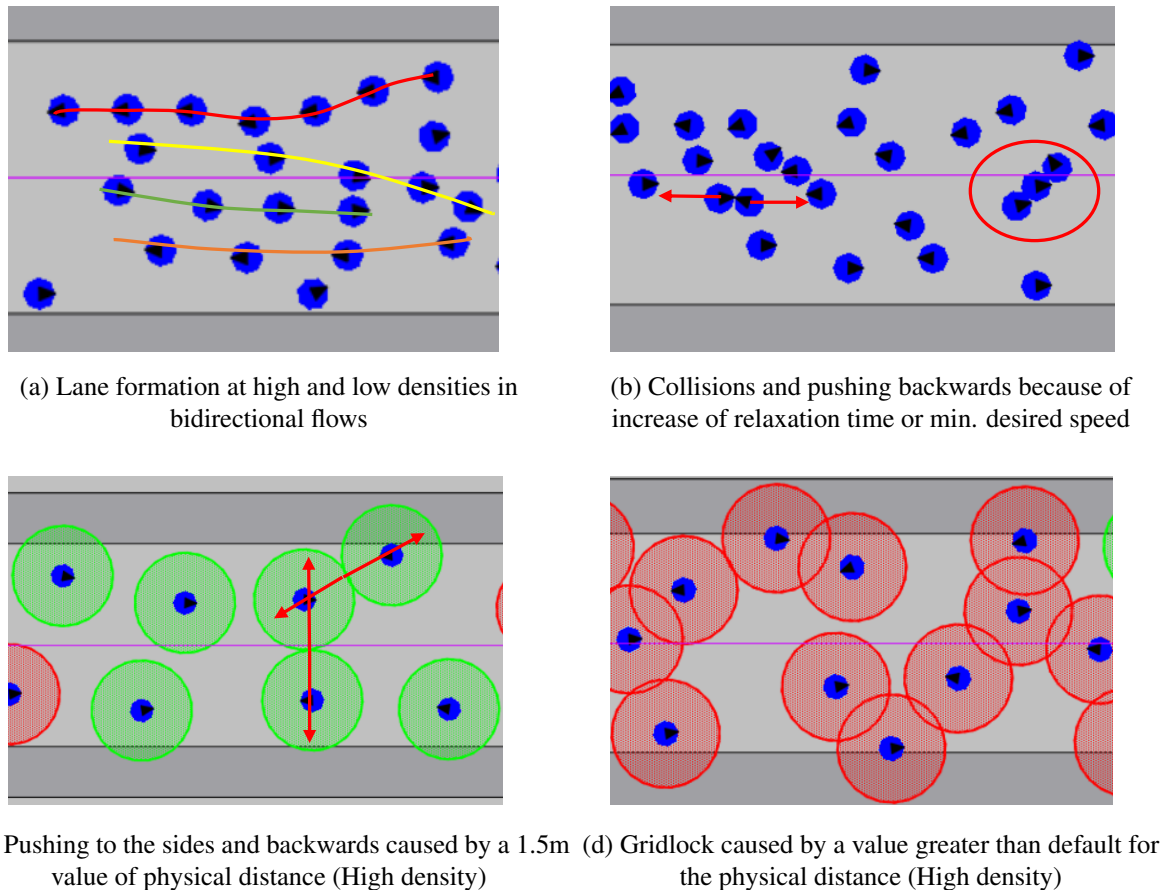 (a) Lane formation at high and low densities in
bidirectional flows
(b) Collisions and pushing backwards because of
increase of relaxation time or min. desired speed
Pushing to the sides and backwards caused by a 1.5m
value of physical distance (High density)
(d) Gridlock caused by a value greater than default for
the physical distance (High density)